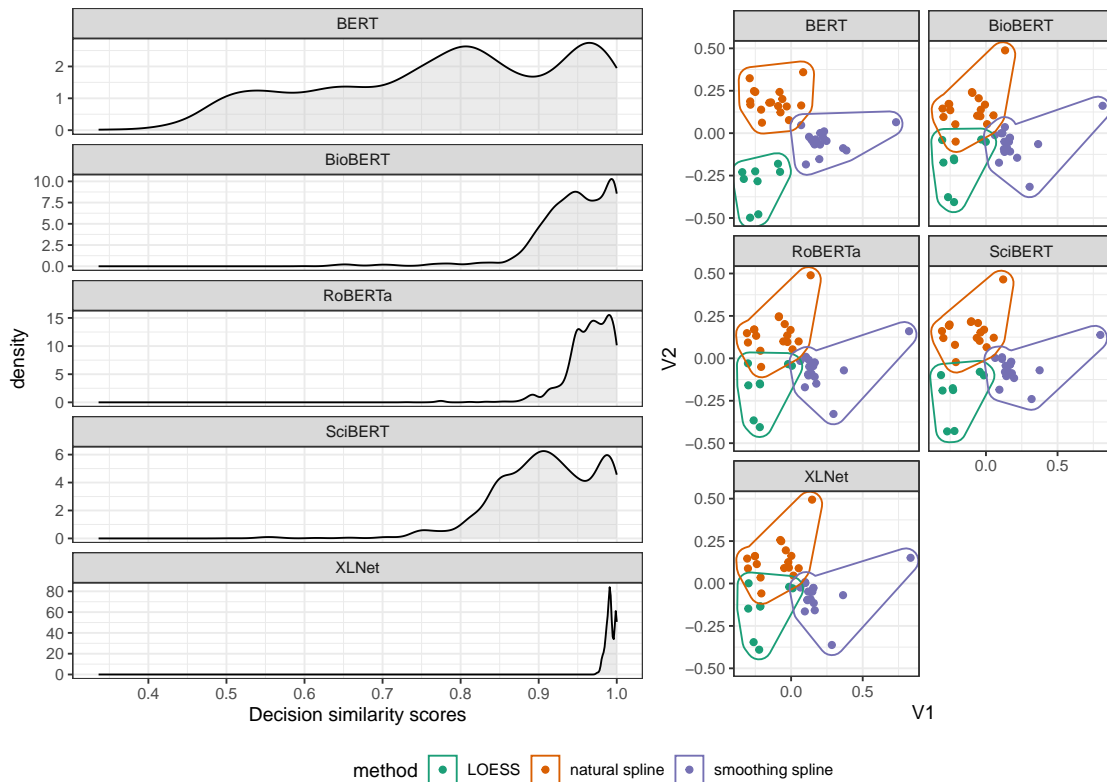 BERT
0
1
2
BioBERT
0.0
2.5
5.0
7.5
10.0
RoBERTa
0
5
10
15
SciBERT
0
2
4
6
XLNet
0
20
40
60
80
0.4 0.5 0.6 0.7 0.8 0.9 1.0
Decision similarity scores
density
BERT BioBERT
0.50
0.25
0.00
−0.25
−0.50
RoBERTa SciBERT
0.50
0.25
0.00
−0.25
−0.50
0.0 0.5
XLNet
0.50
0.25
0.00
−0.25
−0.50
0.0 0.5
V1
V2
method LOESS natural spline smoothing spline